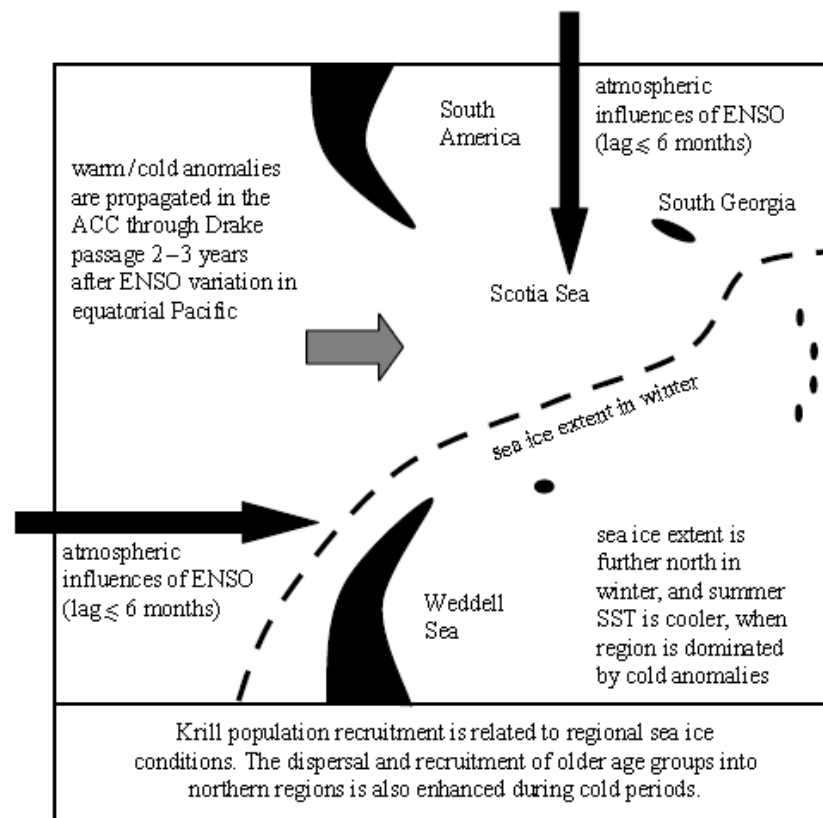 atmospheric
influences of ENSO
(lag⩽ 6 months)
South
America
warm/cold anomalies
are propagated in the
ACC through Drake
passage 2–3 years
after ENSO variation in
equatorial Pacific
South Georgia
Scotia Sea
sea ice extent in winter
atmospheric
influences of ENSO
(lag⩽ 6 months)
Weddell
Sea
sea ice extent is
further north in
winter, and summer
SST is cooler, when
region is dominated
by cold anomalies
Krill population recruitment is related to regional sea ice
conditions. The dispersal and recruitment of older age groups into
northern regions is also enhanced during cold periods.